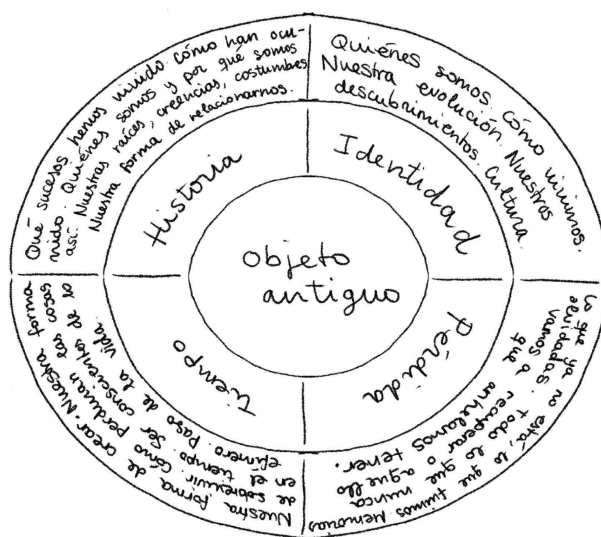 Qué sucesos hemos vivido. Cómo han ocu-
rrido. Quiénes somos y por qué somos
así. Nuestras raíces, creencias, costumbres
Nuestra forma de relacionarnos.
Historia
Quiénes somos. Cómo vivimos.
Nuestra evolución. Nuestros
descubrimientos. Cultura
Identidad
objeto
antiguo
Pérdida
Lo que ya no está, lo que fuimos. Memorias
olvidadas. Todo lo que nunca
vamos a recuperar o aquello
que anhelamos tener.
Tiempo
Nuestra forma de crear. Nuestra forma
de sobrevivir. Cómo perduran las cosas
en el tiempo. Ser conscientes de
efímero. Paso de la vida.